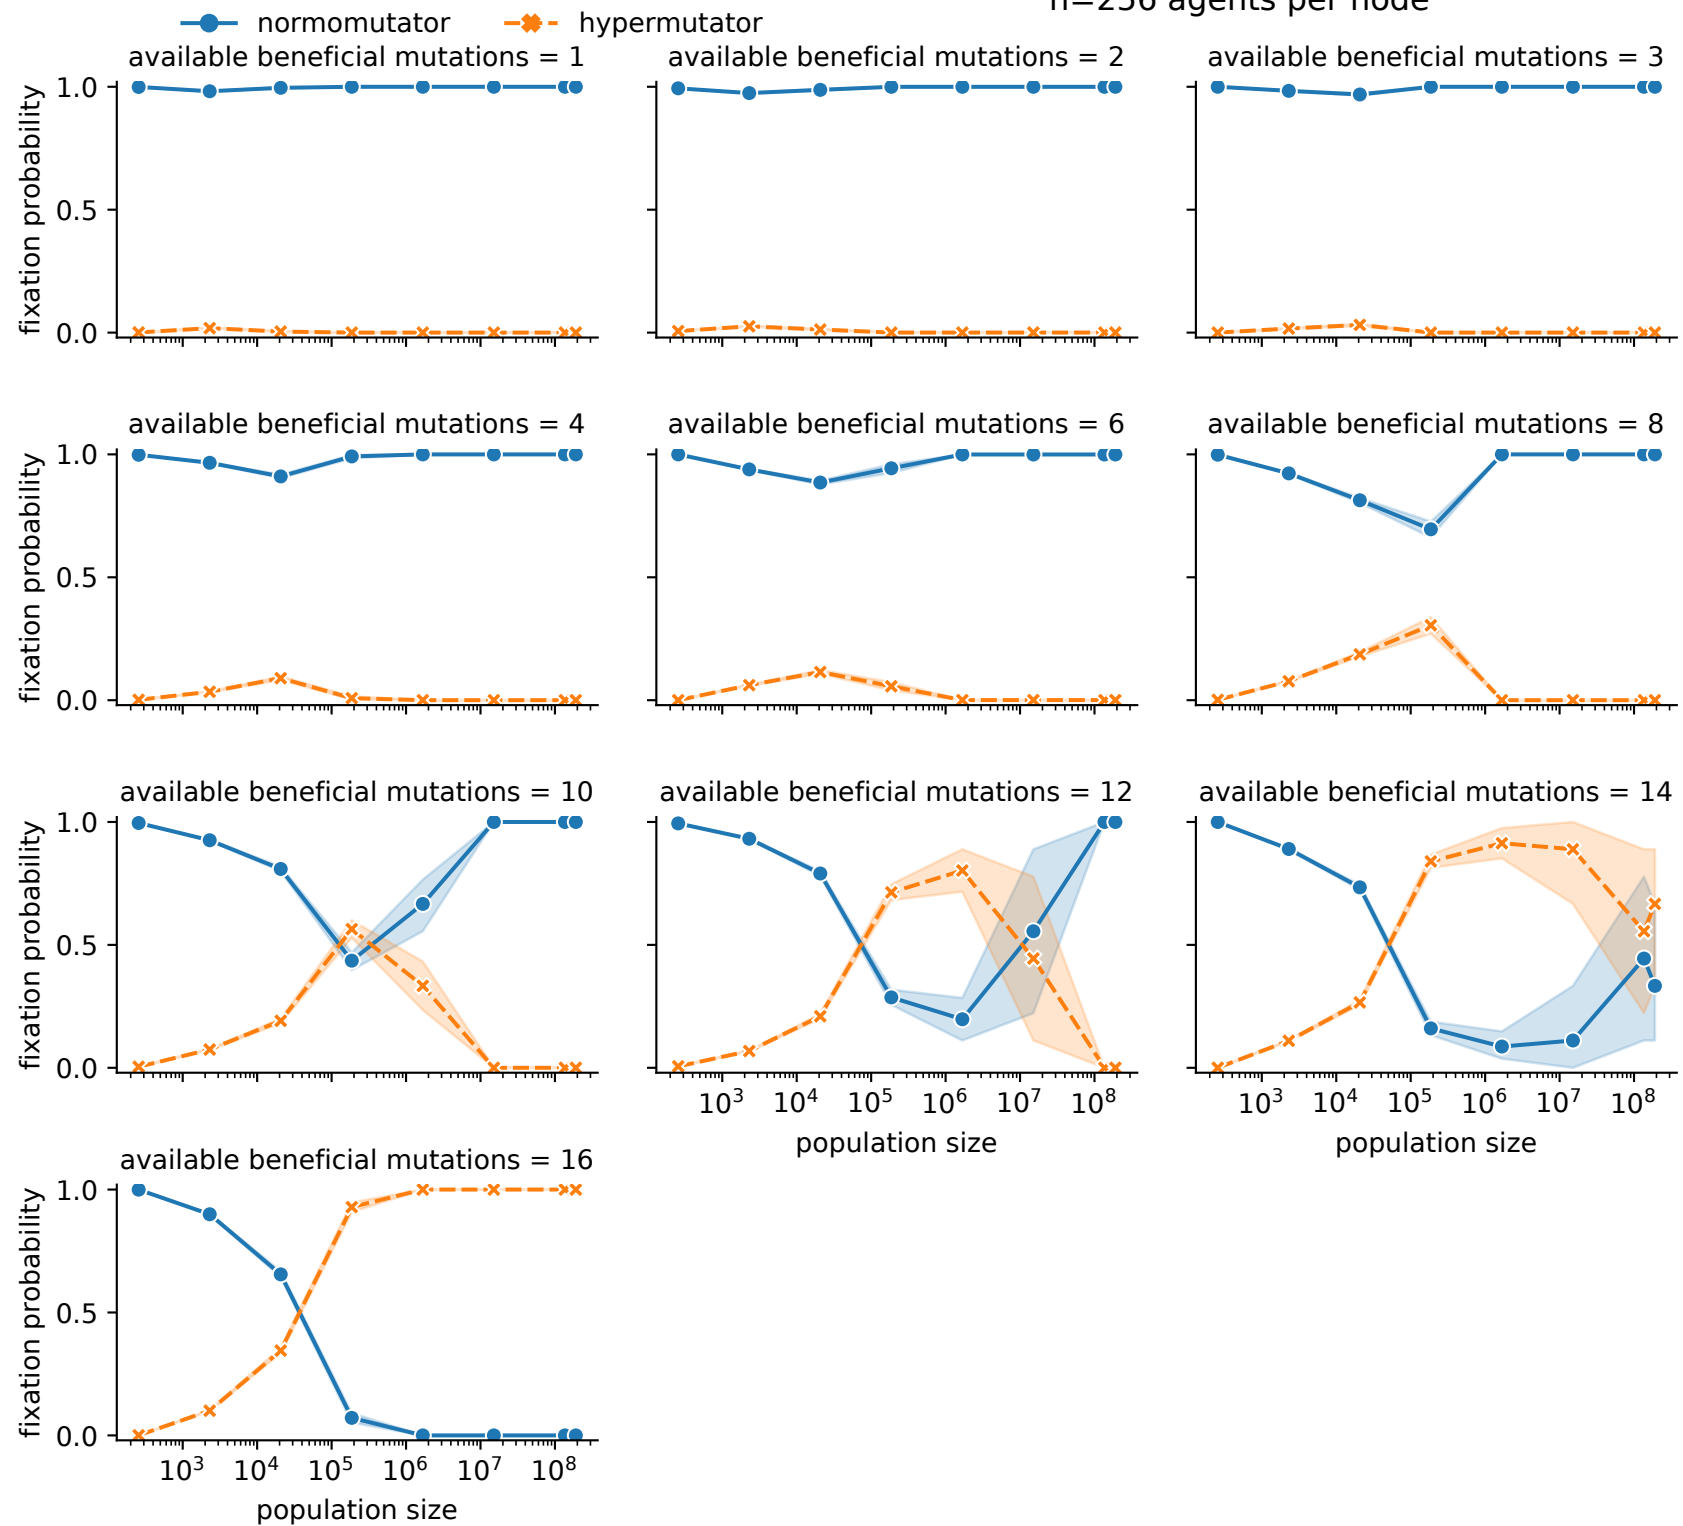 n=256 agents per node
normomutator hypermutator
available beneficial mutations = 1
available beneficial mutations = 2
available beneficial mutations = 3
fixation probability
1.0
0.5
0.0
available beneficial mutations = 4
available beneficial mutations = 6
available beneficial mutations = 8
fixation probability
1.0
0.5
0.0
available beneficial mutations = 10
available beneficial mutations = 12
available beneficial mutations = 14
fixation probability
1.0
0.5
0.0
10³ 10⁴ 10⁵ 10⁶ 10⁷ 10⁸
population size
10³ 10⁴ 10⁵ 10⁶ 10⁷ 10⁸
population size
available beneficial mutations = 16
fixation probability
1.0
0.5
0.0
10³ 10⁴ 10⁵ 10⁶ 10⁷ 10⁸
population size